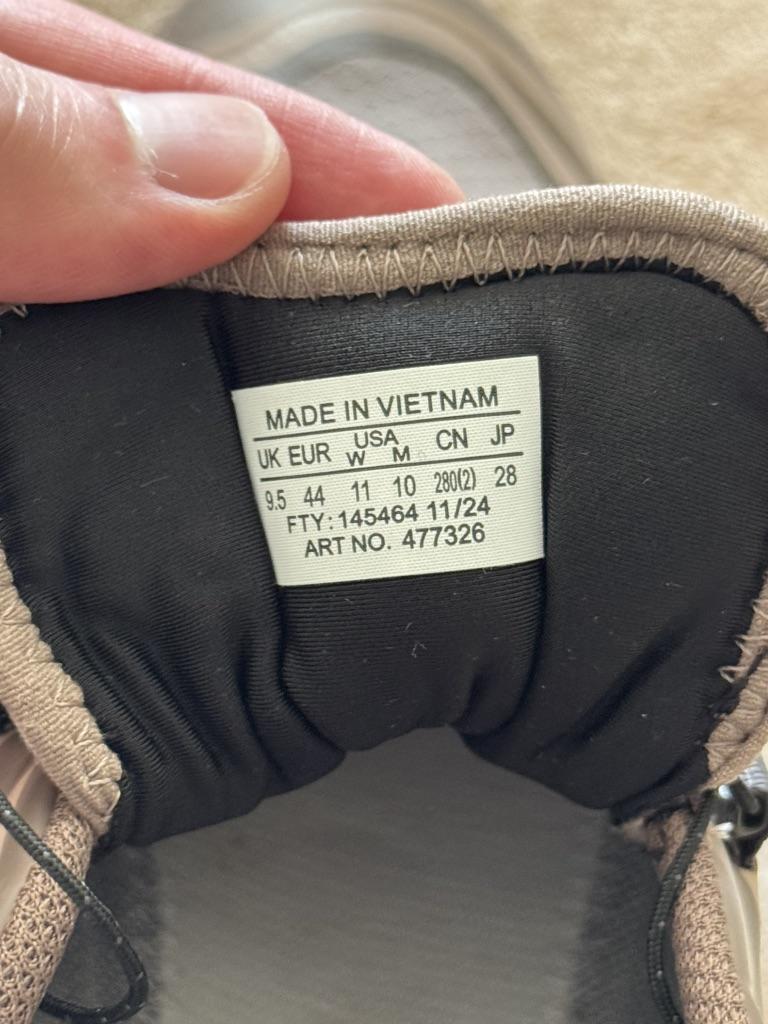 MADE IN VIETNAM
UK EUR USA W M CN JP
9.5 44 11 10 280(2) 28
FTY: 145464 11/24
ART NO. 477326